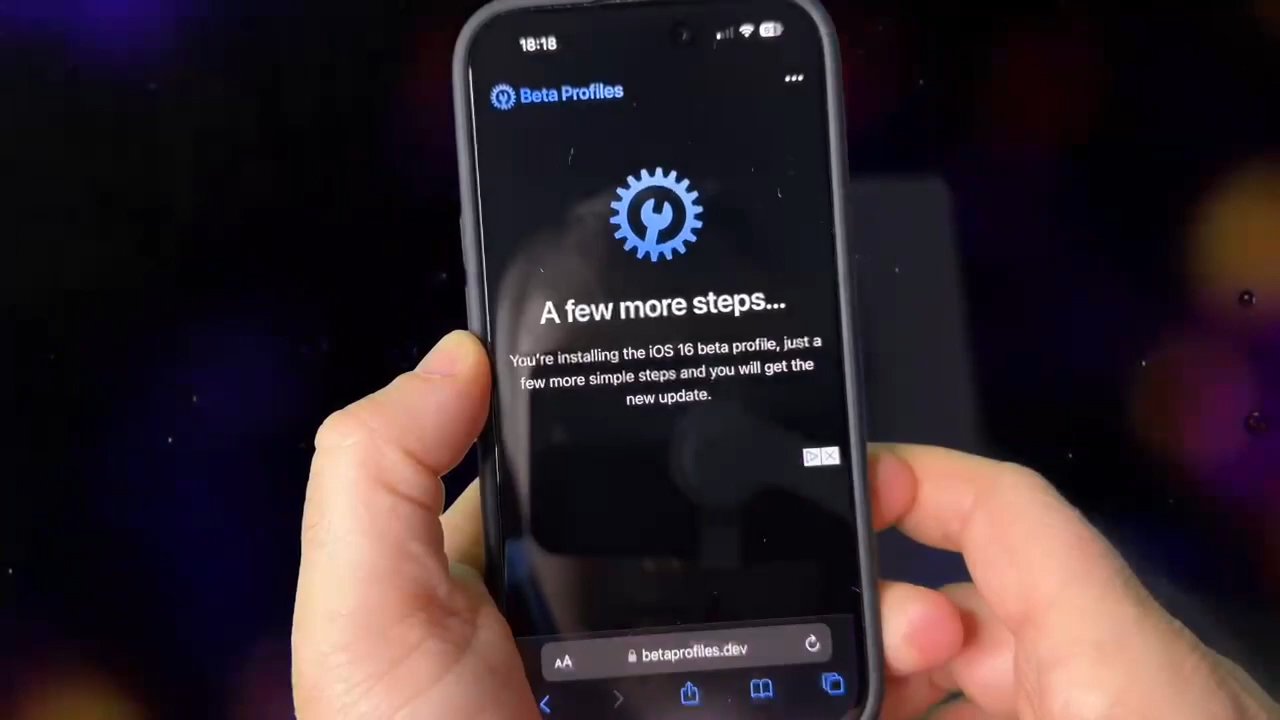 18:18
Beta Profiles
A few more steps...
You're installing the iOS 16 beta profile, just a
few more simple steps and you will get the
new update.
AA betaprofiles.dev